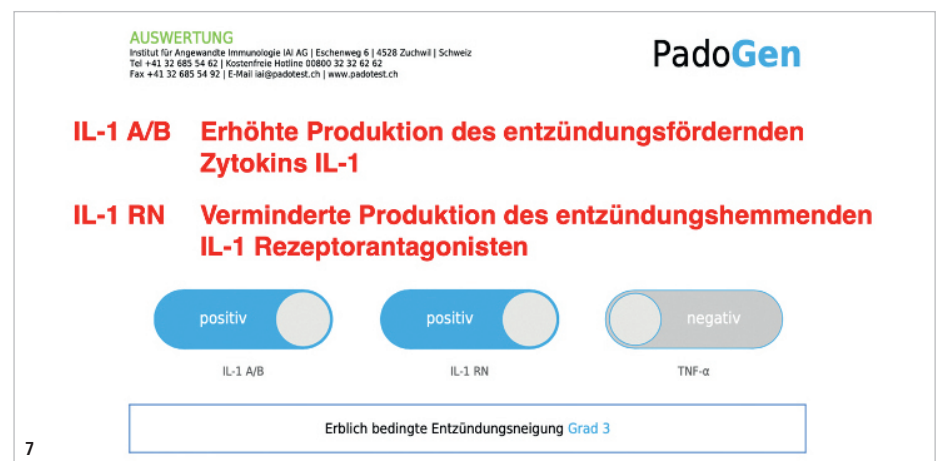 AUSWERTUNG
Institut für Angewandte Immunologie IAI AG | Eschenweg 6 | 4528 Zuchwil | Schweiz
Tel +41 32 685 54 62 | Kostenfreie Hotline 00800 32 32 62 62
Fax +41 32 685 54 92 | E-Mail iai@padotest.ch | www.padotest.ch
PadoGen
IL-1 A/B Erhöhte Produktion des entzündungsfördernden
Zytokins IL-1
IL-1 RN Verminderte Produktion des entzündungshemmenden
IL-1 Rezeptorantagonisten
positiv positiv negativ
IL-1 A/B IL-1 RN TNF-α
Erblich bedingte Entzündungsneigung Grad 3
7